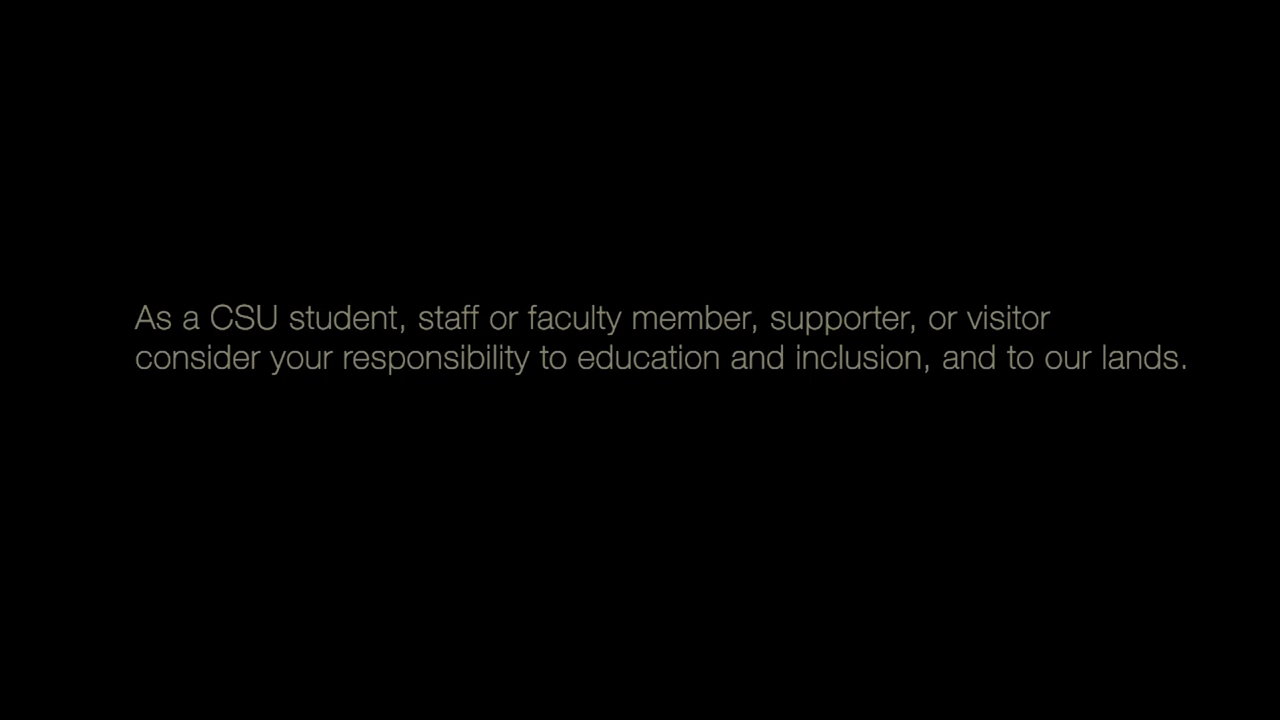 As a CSU student, staff or faculty member, supporter, or visitor
consider your responsibility to education and inclusion, and to our lands.